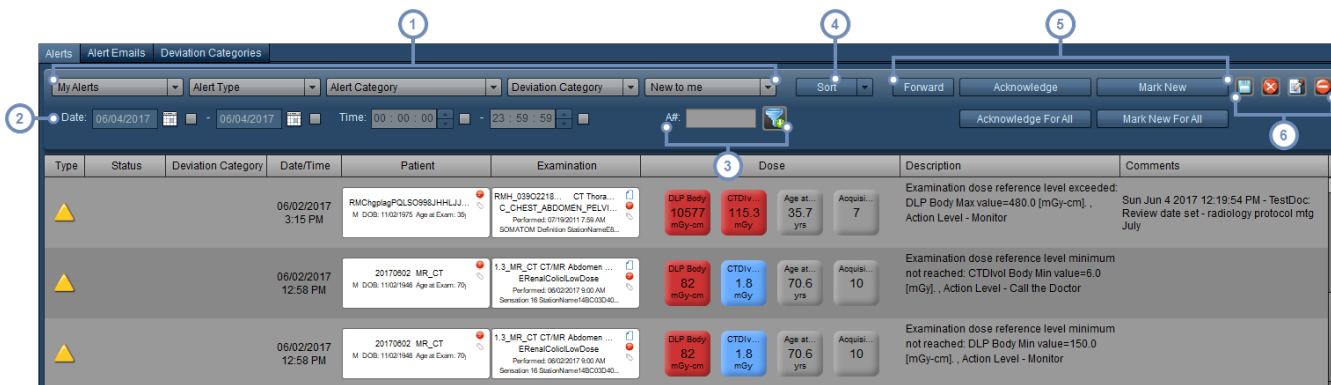 1
4
5
Alerts Alert Emails Deviation Categories
My Alerts Alert Type Alert Category Deviation Category New to me Sort Forward Acknowledge Mark New
2
Date: 06/04/2017 - 06/04/2017 Time: 00 : 00 : 00 - 23 : 59 : 59 A#: Acknowledge For All Mark New For All
6
3
Type Status Deviation Category Date/Time Patient Examination Dose Description Comments
06/02/2017
3:15 PM
RMChgplagPQLSO998JHHLJJ...
M DOB: 11/02/1975 Age at Exam: 35y
RMH_039O2218... CT Thora...
C_CHEST_ABDOMEN_PELVI...
Performed: 07/19/2011 7:59 AM
SOMATOM Definition StationNameE8...
DLP Body
10577
mGy-cm
CTDIv...
115.3
mGy
Age at...
35.7
yrs
Acquisi...
7
Examination dose reference level exceeded:
DLP Body Max value=480.0 [mGy-cm]. ,
Action Level - Monitor
Sun Jun 4 2017 12:19:54 PM - TestDoc:
Review date set - radiology protocol mtg
July
06/02/2017
12:58 PM
20170602 MR_CT
M DOB: 11/02/1946 Age at Exam: 70y
1.3_MR_CT CT/MR Abdomen ...
ERenalColiclLowDose
Performed: 06/02/2017 9:00 AM
Sensation 16 StationName14BC03D40...
DLP Body
82
mGy-cm
CTDIv...
1.8
mGy
Age at...
70.6
yrs
Acquisi...
10
Examination dose reference level minimum
not reached: CTDIvol Body Min value=6.0
[mGy]. , Action Level - Call the Doctor
06/02/2017
12:58 PM
20170602 MR_CT
M DOB: 11/02/1946 Age at Exam: 70y
1.3_MR_CT CT/MR Abdomen ...
ERenalColiclLowDose
Performed: 06/02/2017 9:00 AM
Sensation 16 StationName14BC03D40...
DLP Body
82
mGy-cm
CTDIv...
1.8
mGy
Age at...
70.6
yrs
Acquisi...
10
Examination dose reference level minimum
not reached: DLP Body Min value=150.0
[mGy-cm]. , Action Level - Monitor